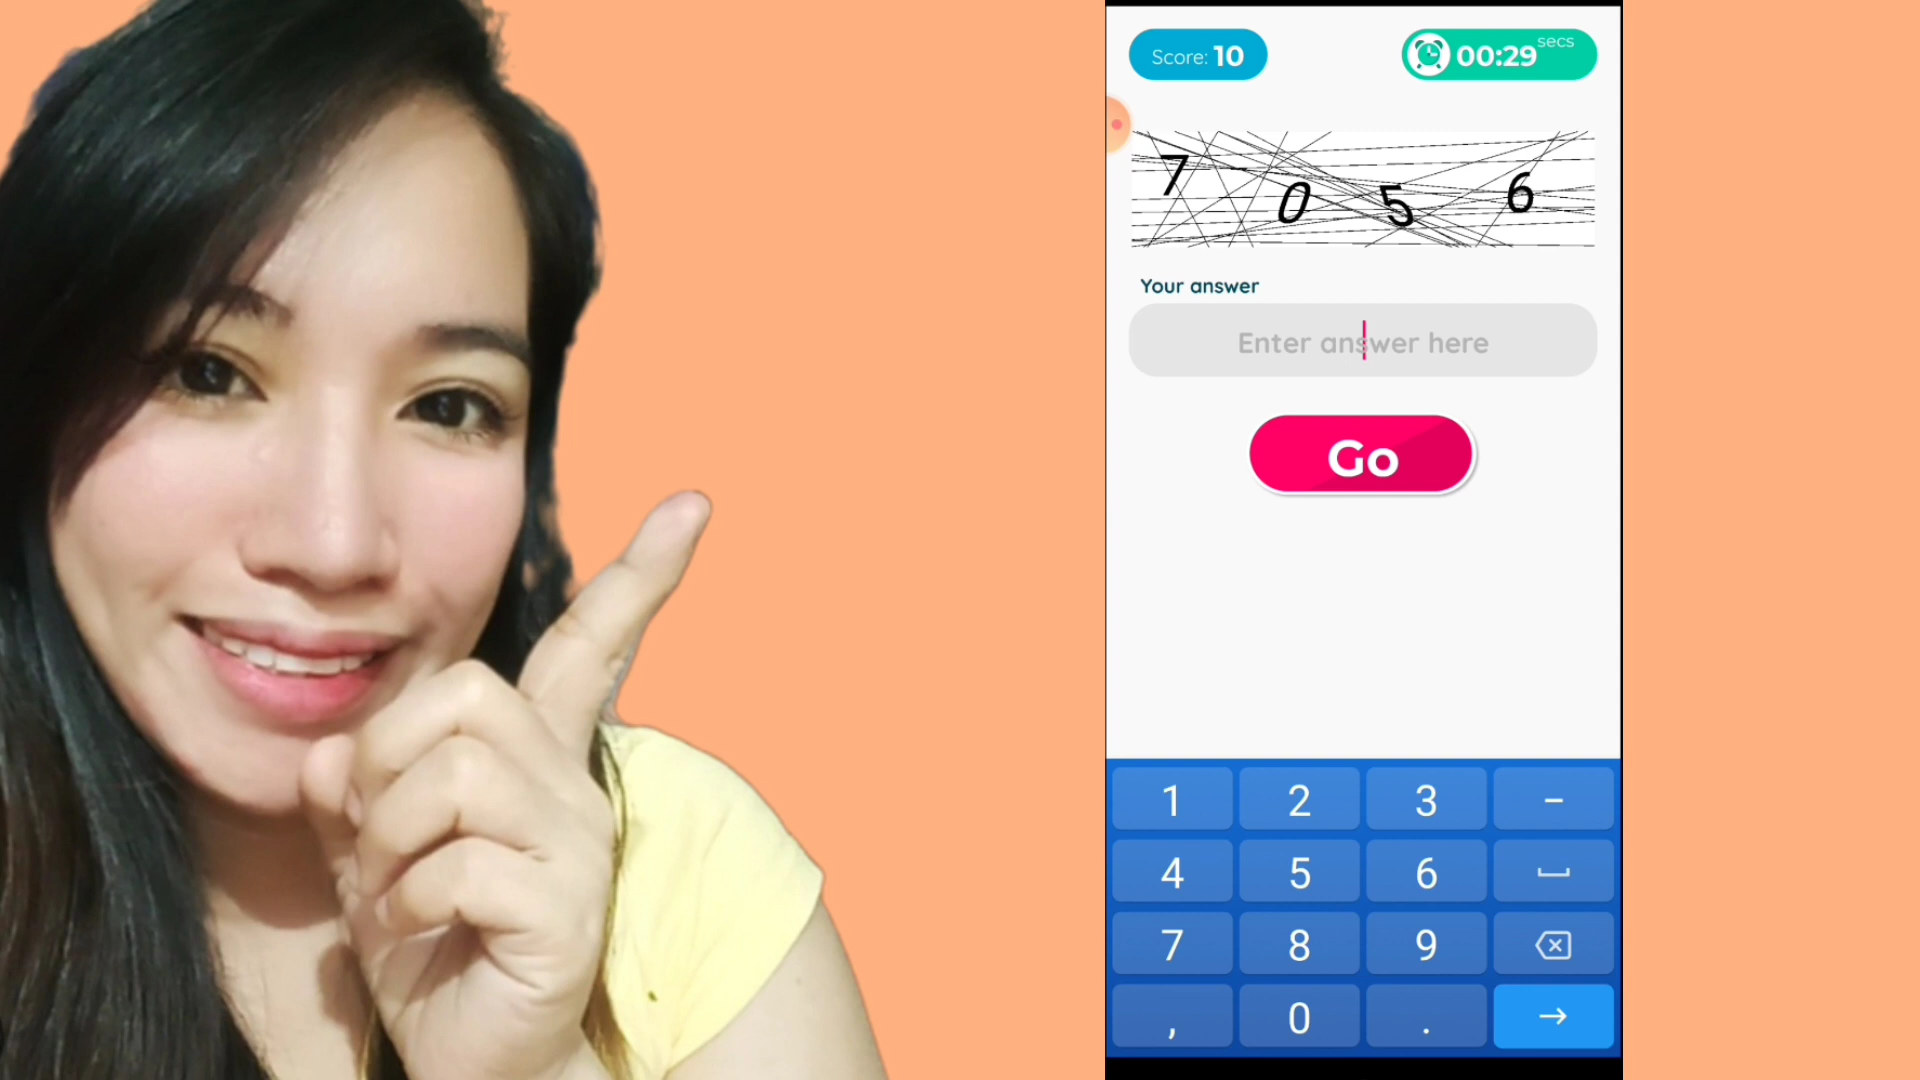 Score: 10
00:29 secs
7 0 5 6
Your answer
Enter answer here
Go
1 2 3 –
4 5 6
7 8 9
, 0 . →